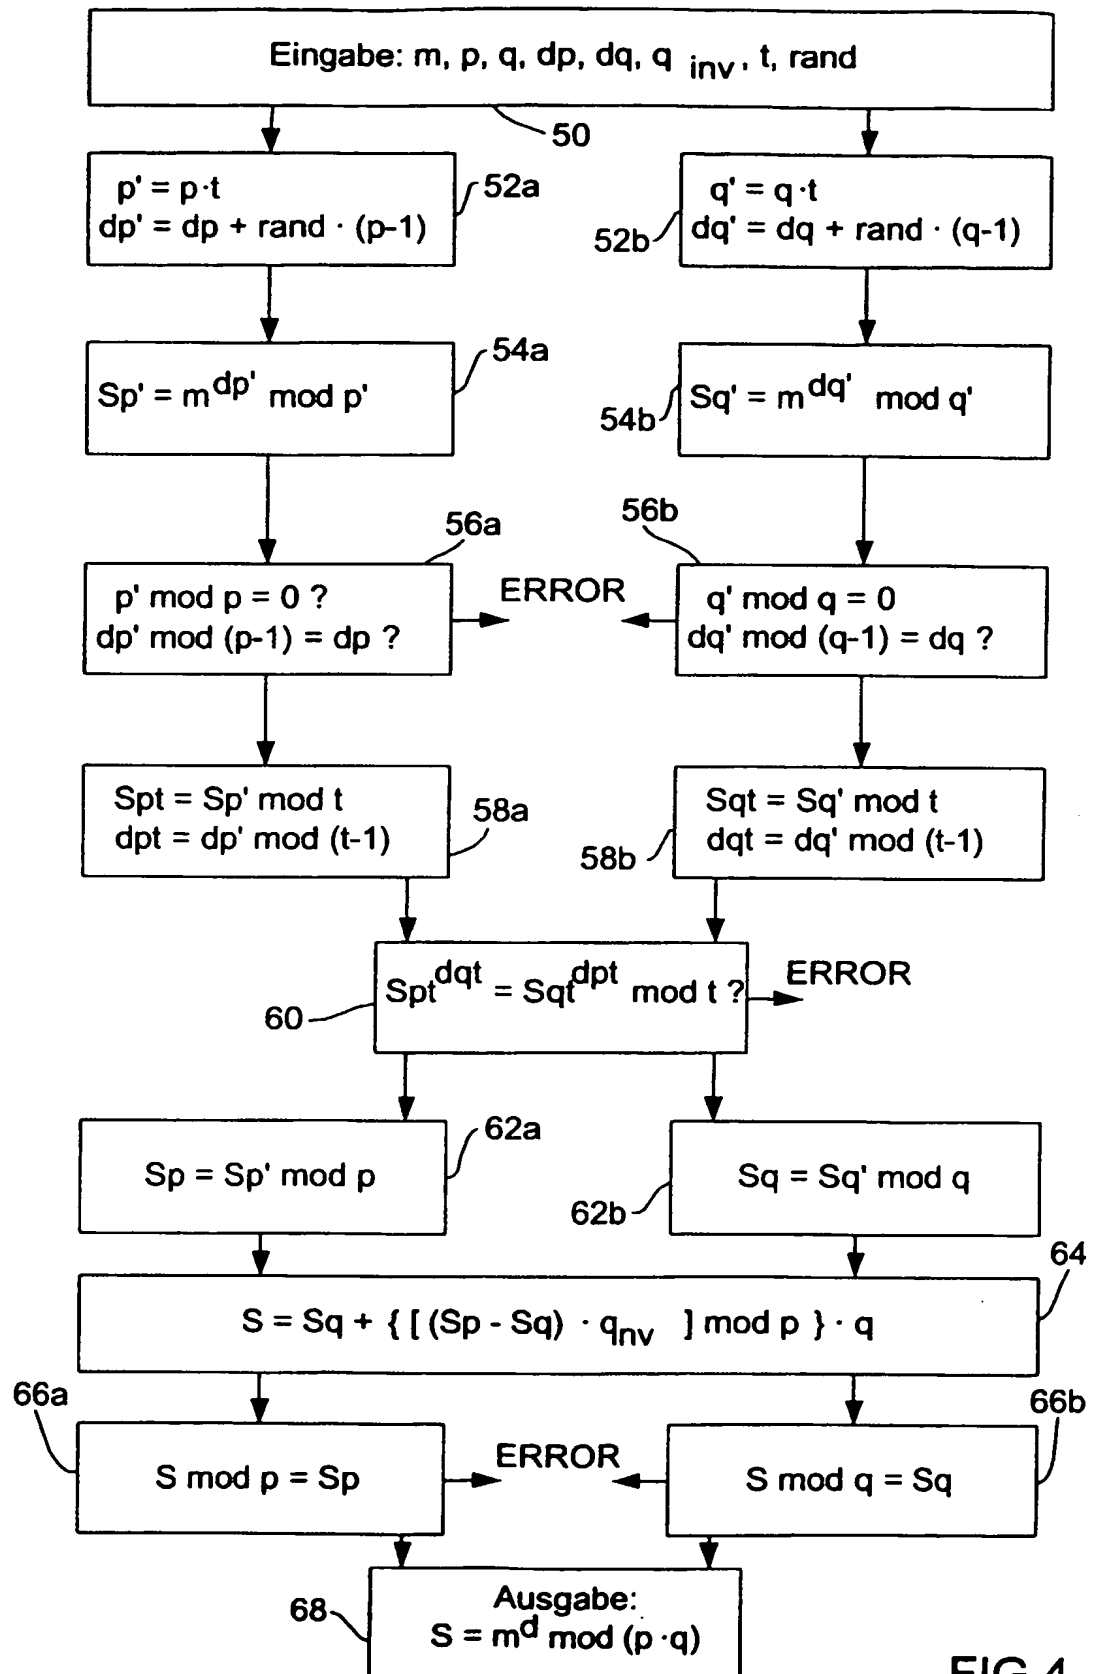 Eingabe: m, p, q, dp, dq, q inv, t, rand
50
p' = p·t
dp' = dp + rand · (p-1)
52a
q' = q·t
dq' = dq + rand · (q-1)
52b
Sp' = m^dp' mod p'
54a
Sq' = m^dq' mod q'
54b
56a
56b
p' mod p = 0 ?
dp' mod (p-1) = dp ?
ERROR
q' mod q = 0
dq' mod (q-1) = dq ?
Spt = Sp' mod t
dpt = dp' mod (t-1)
58a
Sqt = Sq' mod t
dqt = dq' mod (t-1)
58b
Spt^dqt = Sqt^dpt mod t ?
ERROR
60
Sp = Sp' mod p
62a
Sq = Sq' mod q
62b
64
S = Sq + { [ (Sp - Sq) · q_nv ] mod p } · q
66a
66b
S mod p = Sp
ERROR
S mod q = Sq
68
Ausgabe:
S = m^d mod (p ·q)
FIG 4